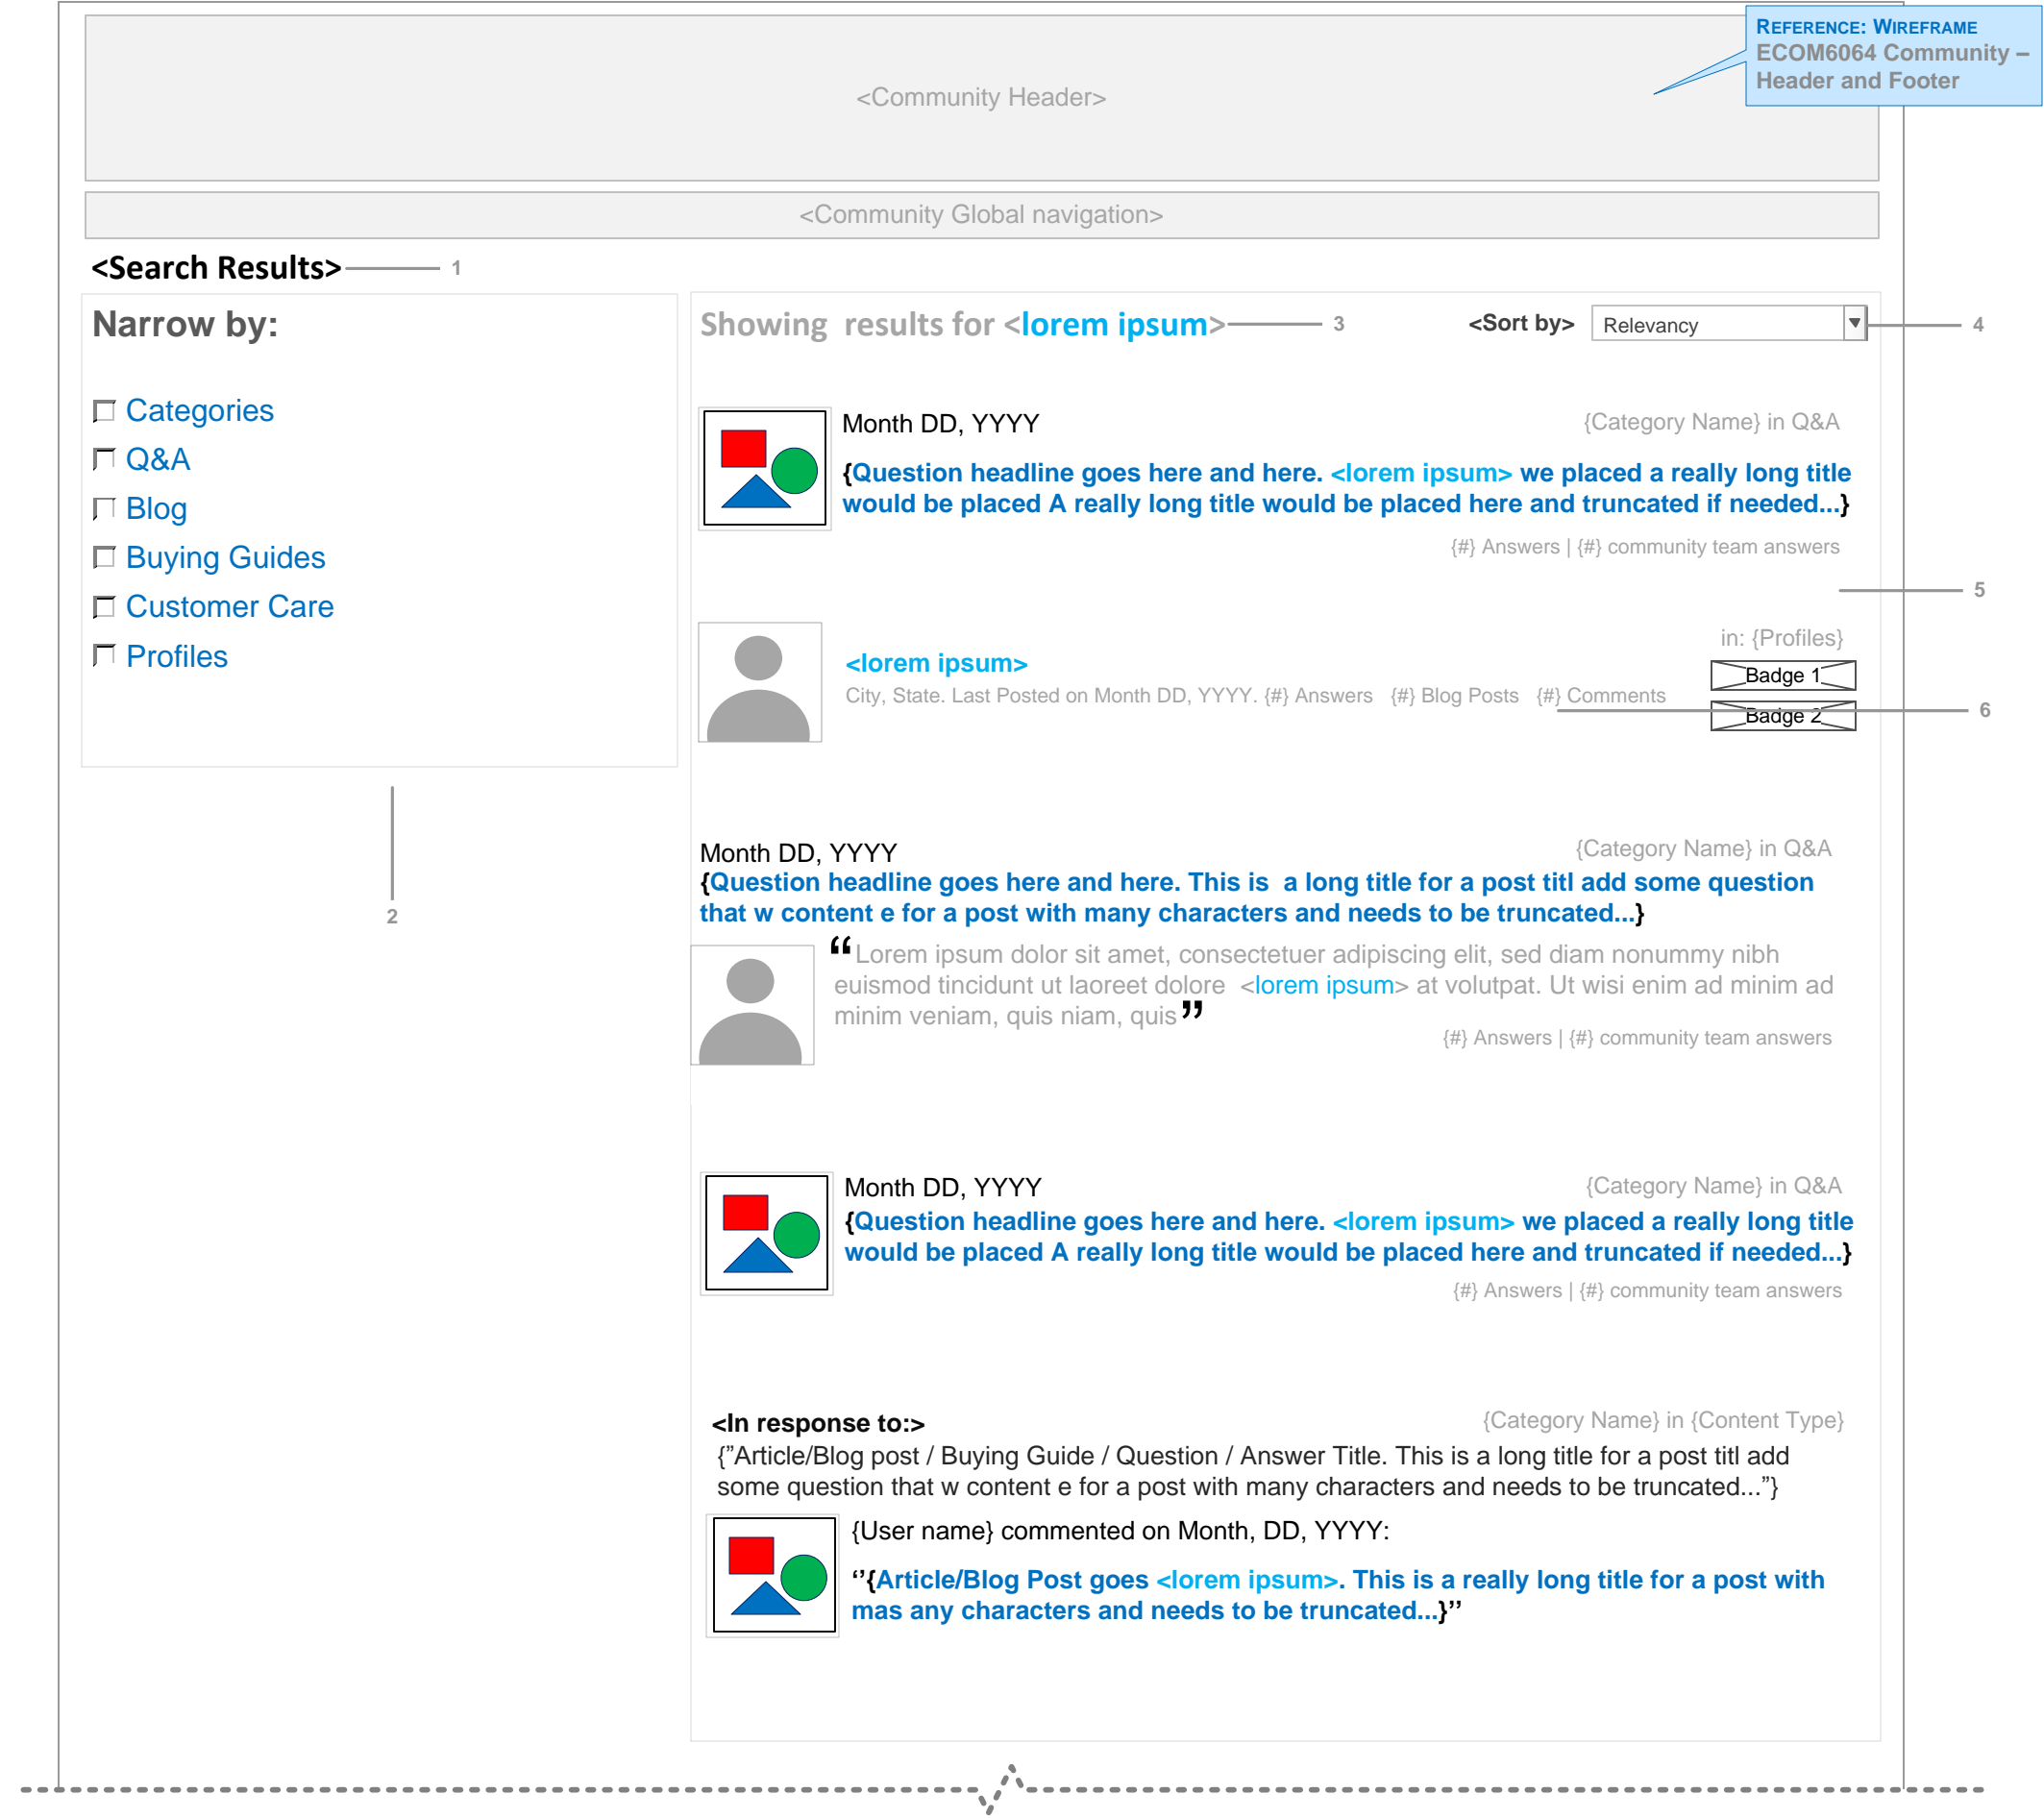 REFERENCE: WIREFRAME
ECOM6064 Community –
Header and Footer
<Community Header>
<Community Global navigation>
<Search Results>
1
Narrow by:
Categories
Q&A
Blog
Buying Guides
Customer Care
Profiles
2
Showing results for <lorem ipsum>
3
<Sort by>
Relevancy
4
Month DD, YYYY
{Category Name} in Q&A
{Question headline goes here and here. <lorem ipsum> we placed a really long title
would be placed A really long title would be placed here and truncated if needed...}
{#} Answers | {#} community team answers
5
in: {Profiles}
<lorem ipsum>
Badge 1
City, State. Last Posted on Month DD, YYYY. {#} Answers {#} Blog Posts {#} Comments
Badge 2
6
Month DD, YYYY
{Category Name} in Q&A
{Question headline goes here and here. This is a long title for a post titl add some question
that w content e for a post with many characters and needs to be truncated...}
“Lorem ipsum dolor sit amet, consectetuer adipiscing elit, sed diam nonummy nibh
euismod tincidunt ut laoreet dolore <lorem ipsum> at volutpat. Ut wisi enim ad minim ad
minim veniam, quis niam, quis”
{#} Answers | {#} community team answers
Month DD, YYYY
{Category Name} in Q&A
{Question headline goes here and here. <lorem ipsum> we placed a really long title
would be placed A really long title would be placed here and truncated if needed...}
{#} Answers | {#} community team answers
<In response to:>
{Category Name} in {Content Type}
{”Article/Blog post / Buying Guide / Question / Answer Title. This is a long title for a post titl add
some question that w content e for a post with many characters and needs to be truncated...”}
{User name} commented on Month, DD, YYYY:
‘’{Article/Blog Post goes <lorem ipsum>. This is a really long title for a post with
mas any characters and needs to be truncated...}’’